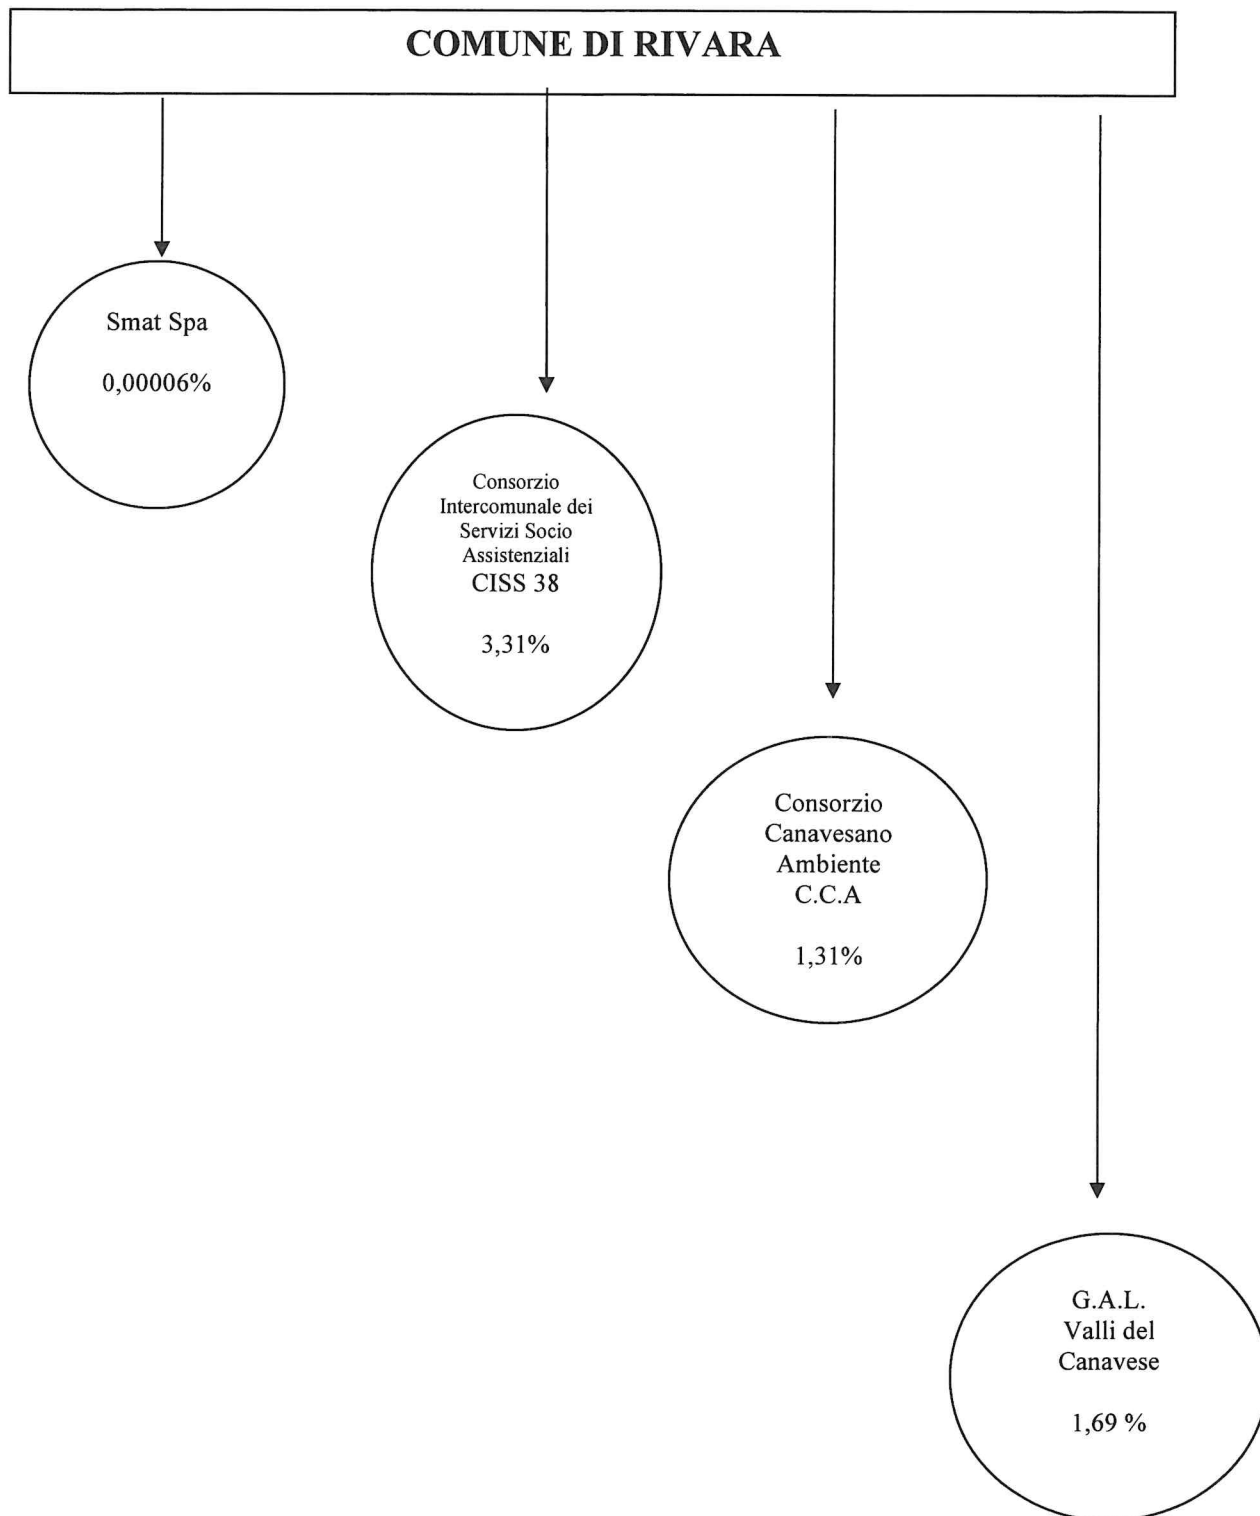 COMUNE DI RIVARA
Smat Spa
0,00006%
Consorzio
Intercomunale dei
Servizi Socio
Assistenziali
CISS 38
3,31%
Consorzio
Canavesano
Ambiente
C.C.A
1,31%
G.A.L.
Valli del
Canavese
1,69 %